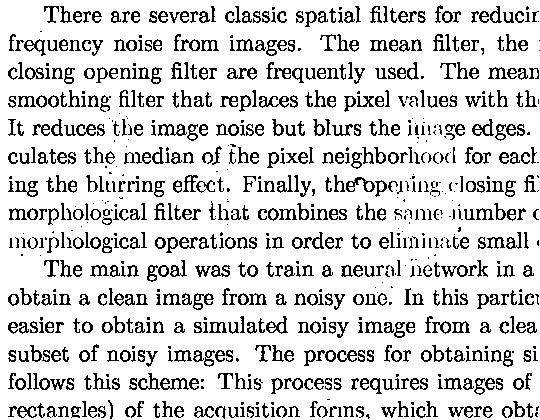 There are several classic spatial filters for reducin
frequency noise from images. The mean filter, the
closing opening filter are frequently used. The mean
smoothing filter that replaces the pixel values with th
It reduces the image noise but blurs the image edges.
culates the median of the pixel neighborhood for each
ing the blurring effect. Finally, the opening closing fi
morphological filter that combines the same number o
morphological operations in order to eliminate small
The main goal was to train a neural network in a
obtain a clean image from a noisy one. In this particu
easier to obtain a simulated noisy image from a clea
subset of noisy images. The process for obtaining si
follows this scheme: This process requires images of
rectangles) of the acquisition forms, which were obta